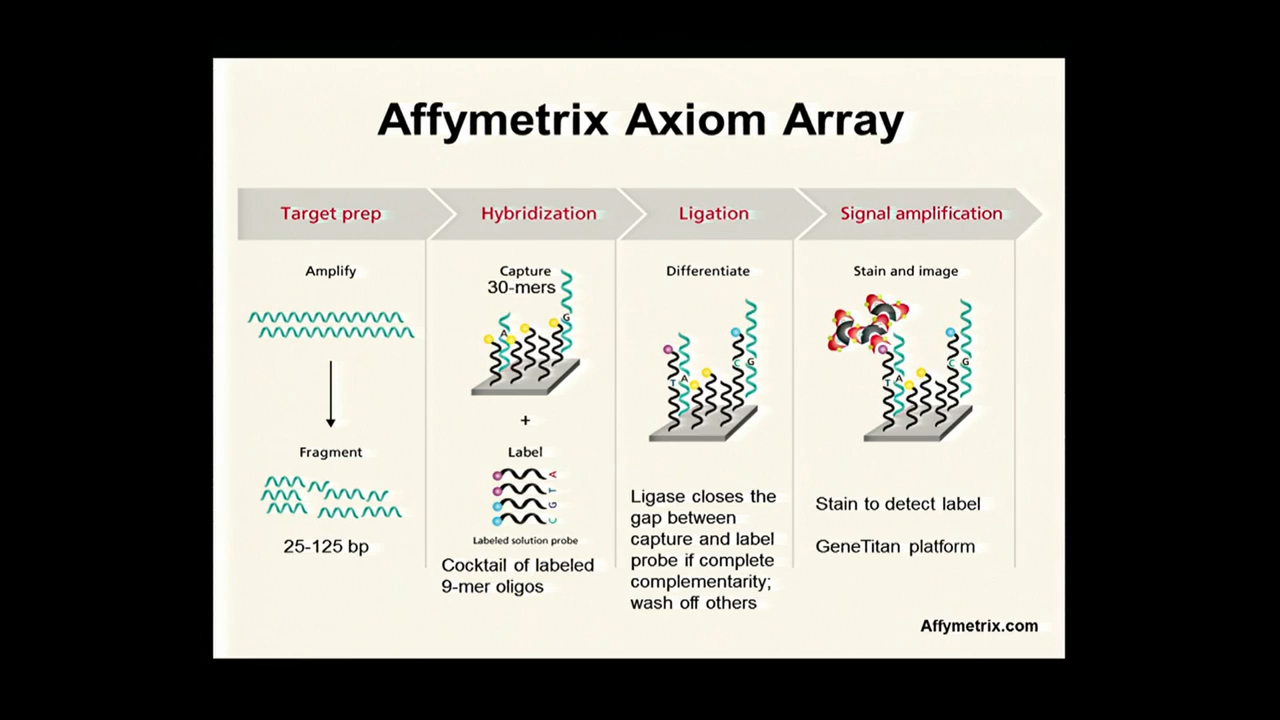 Affymetrix Axiom Array
Target prep
Hybridization
Ligation
Signal amplification
Amplify
Fragment
25-125 bp
Capture
30-mers
A
G
+
Label
A
T
G
C
Labeled solution probe
Cocktail of labeled
9-mer oligos
Differentiate
C G
T A
Ligase closes the
gap between
capture and label
probe if complete
complementarity;
wash off others
Stain and image
C G
T A
Stain to detect label
GeneTitan platform
Affymetrix.com